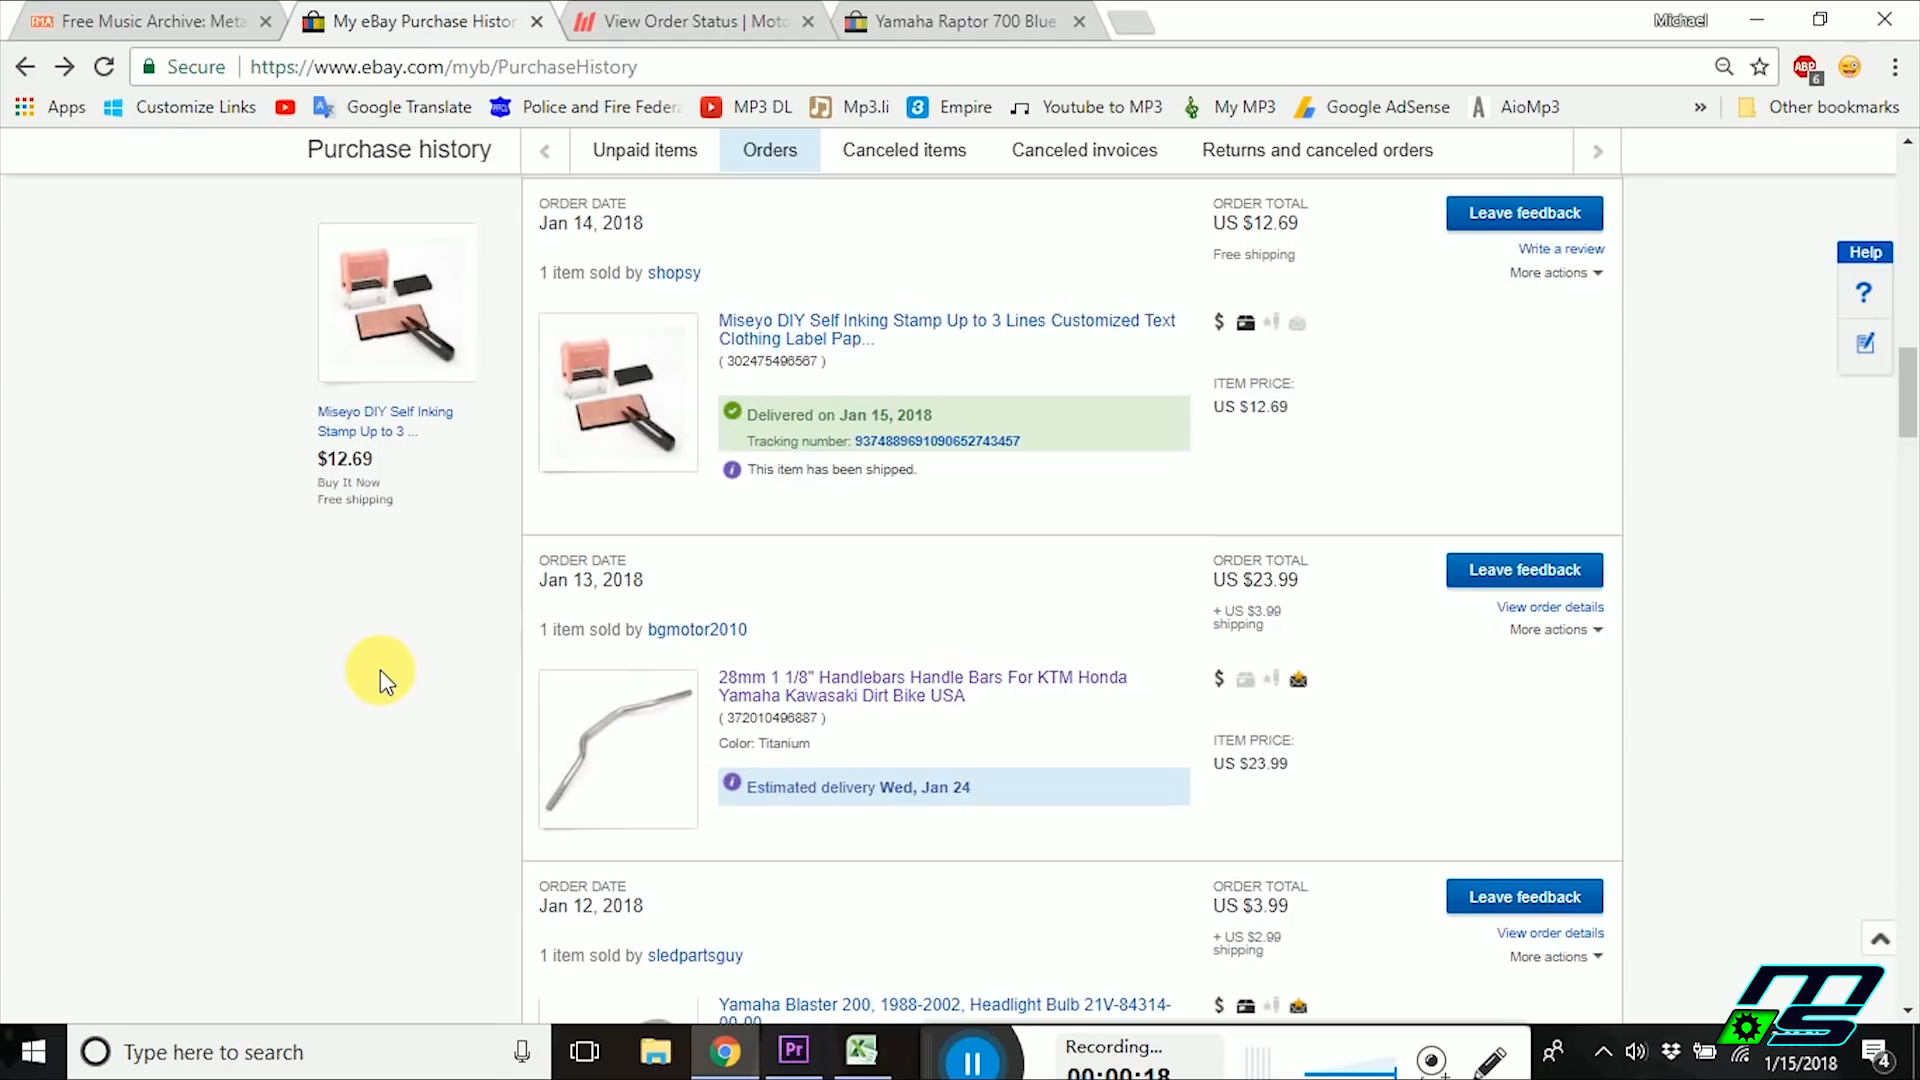 Free Music Archive: Meta
My eBay Purchase Histor
View Order Status | Moto
Yamaha Raptor 700 Blue
Michael
Secure
https://www.ebay.com/myb/PurchaseHistory
ABP
6
Apps
Customize Links
Google Translate
Police and Fire Federa
MP3 DL
Mp3.li
Empire
Youtube to MP3
My MP3
Google AdSense
AioMp3
»
Other bookmarks
Purchase history
Unpaid items
Orders
Canceled items
Canceled invoices
Returns and canceled orders
Miseyo DIY Self Inking
Stamp Up to 3 ...
$12.69
Buy It Now
Free shipping
ORDER DATE
Jan 14, 2018
ORDER TOTAL
US $12.69
Free shipping
Leave feedback
Write a review
More actions
1 item sold by shopsy
Miseyo DIY Self Inking Stamp Up to 3 Lines Customized Text
Clothing Label Pap...
( 302475496567 )
Delivered on Jan 15, 2018
Tracking number: 9374889691090652743457
This item has been shipped.
$
ITEM PRICE:
US $12.69
Help
?
ORDER DATE
Jan 13, 2018
ORDER TOTAL
US $23.99
+ US $3.99
shipping
Leave feedback
View order details
More actions
1 item sold by bgmotor2010
28mm 1 1/8" Handlebars Handle Bars For KTM Honda
Yamaha Kawasaki Dirt Bike USA
( 372010496887 )
Color: Titanium
Estimated delivery Wed, Jan 24
$
ITEM PRICE:
US $23.99
ORDER DATE
Jan 12, 2018
ORDER TOTAL
US $3.99
+ US $2.99
shipping
Leave feedback
View order details
More actions
1 item sold by sledpartsguy
Yamaha Blaster 200, 1988-2002, Headlight Bulb 21V-84314-
00-00
$
Type here to search
Pr
Recording...
00:00:18
1/15/2018
4